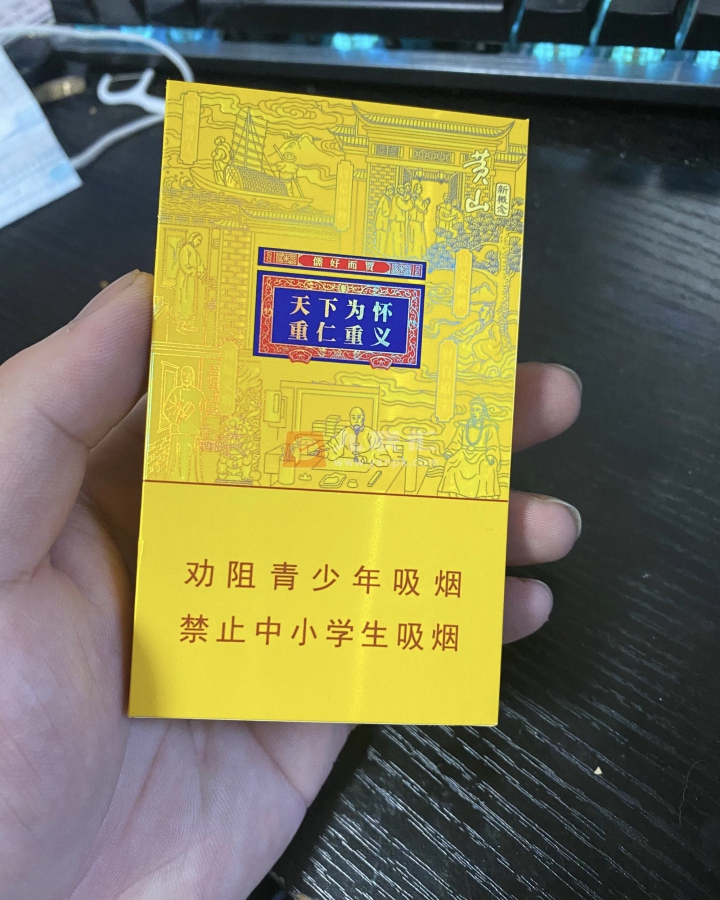 黄山
新概念
儒好而贾
天下为怀
重仁重义
劝阻青少年吸烟
禁止中小学生吸烟